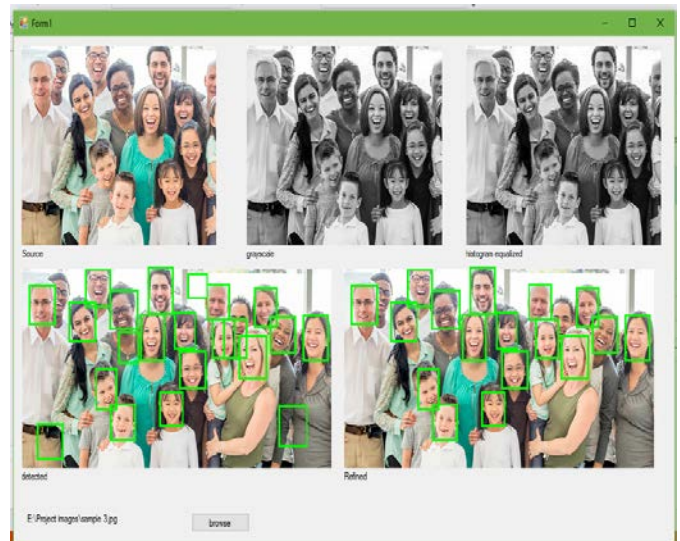 Form1
Source
grayscale
histogram equalized
detected
Refined
E:\Project images\sample 3.jpg
browse